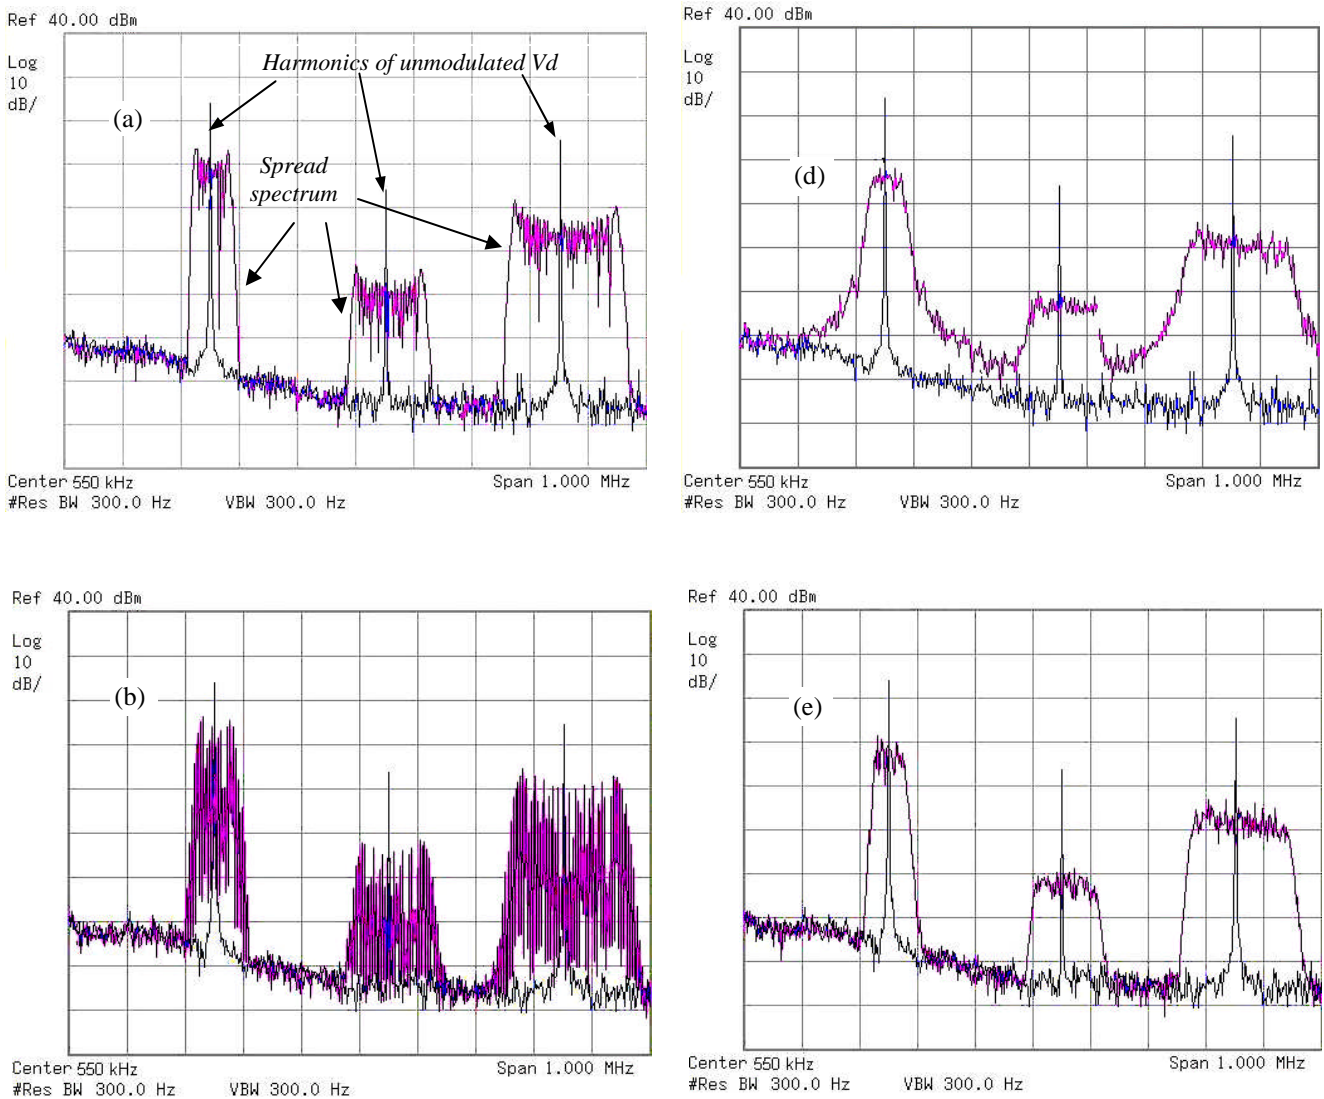 Ref 40.00 dBm
Log
10
dB/
(a)
Harmonics of unmodulated Vd
Spread
spectrum
Center 550 kHz
Span 1.000 MHz
#Res BW 300.0 Hz
VBW 300.0 Hz
Ref 40.00 dBm
Log
10
dB/
(d)
Center 550 kHz
Span 1.000 MHz
#Res BW 300.0 Hz
VBW 300.0 Hz
Ref 40.00 dBm
Log
10
dB/
(b)
Center 550 kHz
Span 1.000 MHz
#Res BW 300.0 Hz
VBW 300.0 Hz
Ref 40.00 dBm
Log
10
dB/
(e)
Center 550 kHz
Span 1.000 MHz
#Res BW 300.0 Hz
VBW 300.0 Hz